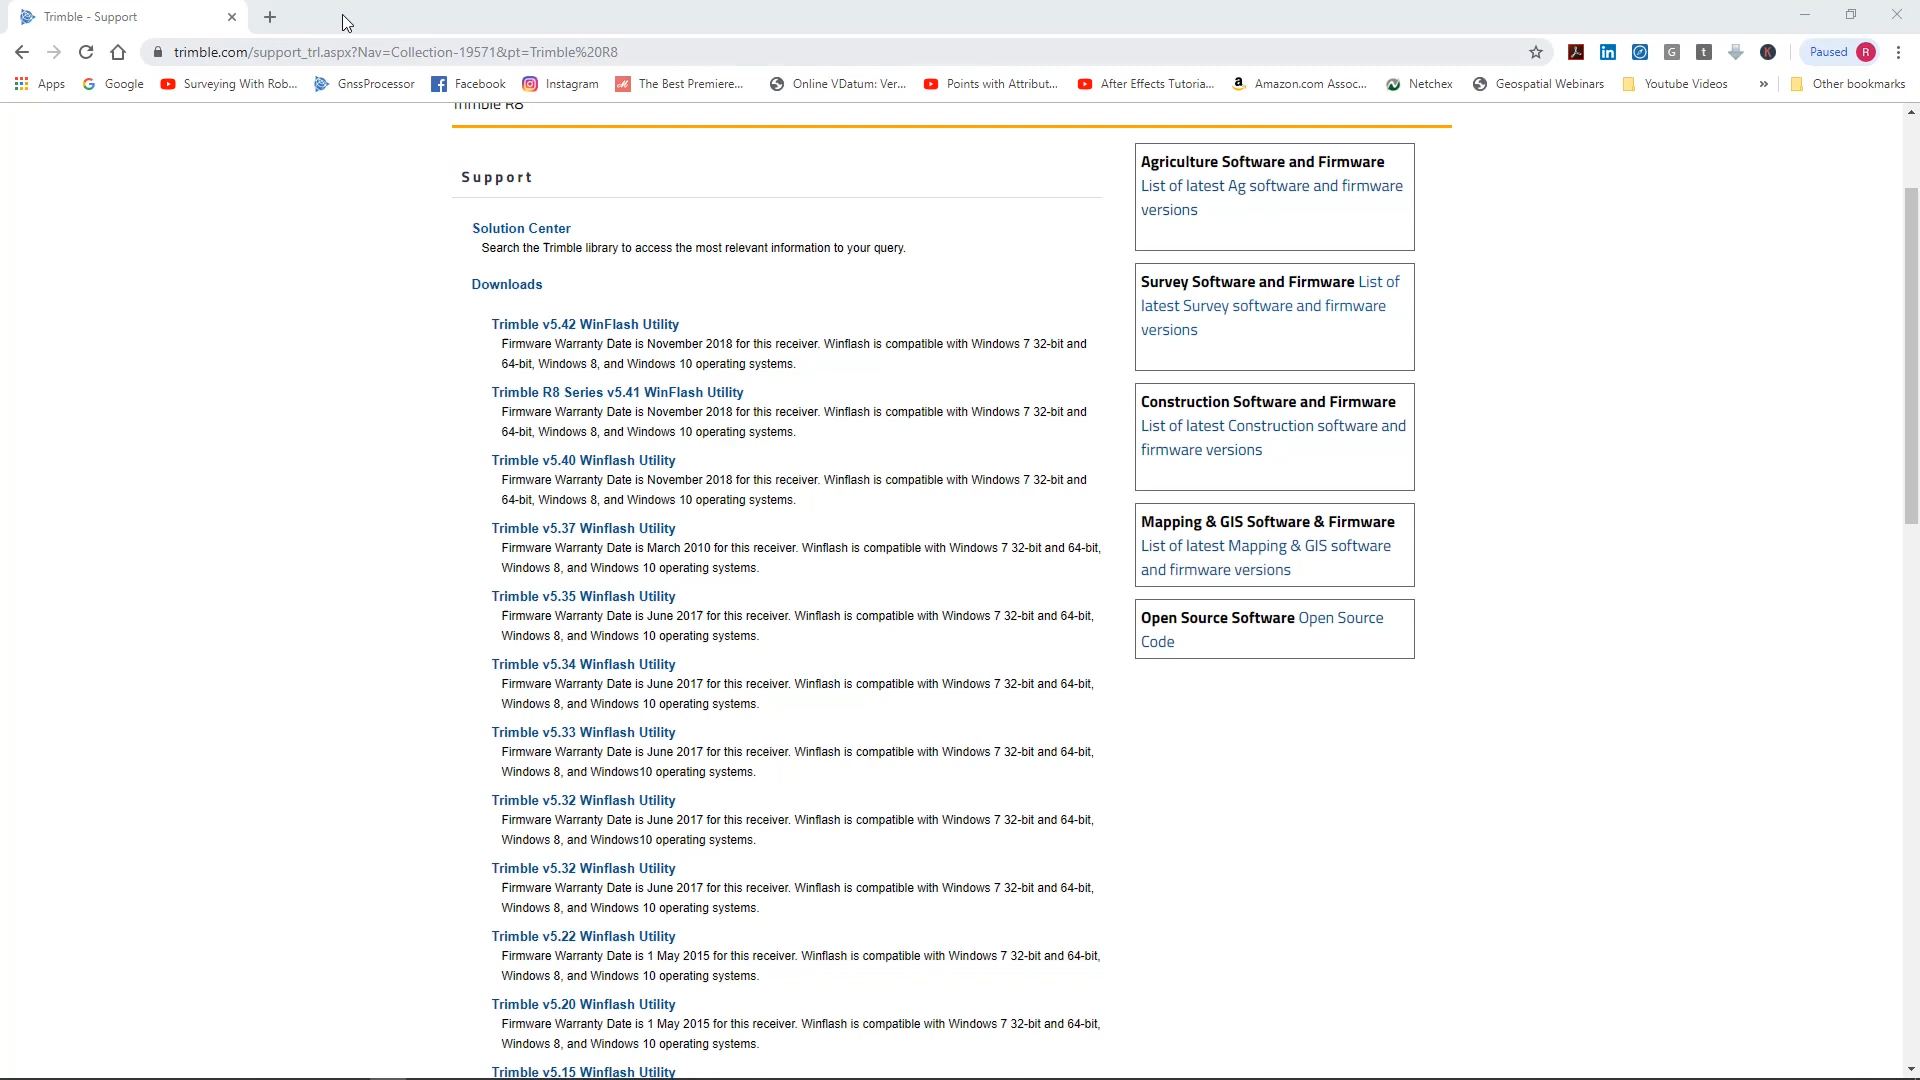 Trimble - Support
trimble.com/support_trl.aspx?Nav=Collection-19571&pt=Trimble%20R8
Paused R
Apps Google Surveying With Rob... GnssProcessor Facebook Instagram The Best Premiere... Online VDatum: Ver... Points with Attribut... After Effects Tutoria... Amazon.com Assoc... Netchex Geospatial Webinars Youtube Videos » Other bookmarks
Trimble R8
Support
Solution Center
Search the Trimble library to access the most relevant information to your query.
Downloads
Trimble v5.42 WinFlash Utility
Firmware Warranty Date is November 2018 for this receiver. Winflash is compatible with Windows 7 32-bit and
64-bit, Windows 8, and Windows 10 operating systems.
Trimble R8 Series v5.41 WinFlash Utility
Firmware Warranty Date is November 2018 for this receiver. Winflash is compatible with Windows 7 32-bit and
64-bit, Windows 8, and Windows 10 operating systems.
Trimble v5.40 Winflash Utility
Firmware Warranty Date is November 2018 for this receiver. Winflash is compatible with Windows 7 32-bit and
64-bit, Windows 8, and Windows 10 operating systems.
Trimble v5.37 Winflash Utility
Firmware Warranty Date is March 2010 for this receiver. Winflash is compatible with Windows 7 32-bit and 64-bit,
Windows 8, and Windows 10 operating systems.
Trimble v5.35 Winflash Utility
Firmware Warranty Date is June 2017 for this receiver. Winflash is compatible with Windows 7 32-bit and 64-bit,
Windows 8, and Windows 10 operating systems.
Trimble v5.34 Winflash Utility
Firmware Warranty Date is June 2017 for this receiver. Winflash is compatible with Windows 7 32-bit and 64-bit,
Windows 8, and Windows 10 operating systems.
Trimble v5.33 Winflash Utility
Firmware Warranty Date is June 2017 for this receiver. Winflash is compatible with Windows 7 32-bit and 64-bit,
Windows 8, and Windows10 operating systems.
Trimble v5.32 Winflash Utility
Firmware Warranty Date is June 2017 for this receiver. Winflash is compatible with Windows 7 32-bit and 64-bit,
Windows 8, and Windows10 operating systems.
Trimble v5.32 Winflash Utility
Firmware Warranty Date is June 2017 for this receiver. Winflash is compatible with Windows 7 32-bit and 64-bit,
Windows 8, and Windows 10 operating systems.
Trimble v5.22 Winflash Utility
Firmware Warranty Date is 1 May 2015 for this receiver. Winflash is compatible with Windows 7 32-bit and 64-bit,
Windows 8, and Windows 10 operating systems.
Trimble v5.20 Winflash Utility
Firmware Warranty Date is 1 May 2015 for this receiver. Winflash is compatible with Windows 7 32-bit and 64-bit,
Windows 8, and Windows 10 operating systems.
Trimble v5.15 Winflash Utility
Agriculture Software and Firmware
List of latest Ag software and firmware
versions
Survey Software and Firmware List of
latest Survey software and firmware
versions
Construction Software and Firmware
List of latest Construction software and
firmware versions
Mapping & GIS Software & Firmware
List of latest Mapping & GIS software
and firmware versions
Open Source Software Open Source
Code